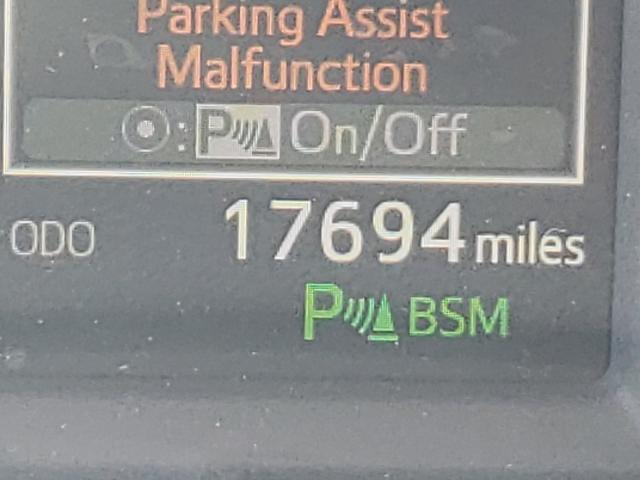 Parking Assist
Malfunction
: P On/Off
ODO 17694 miles
P BSM